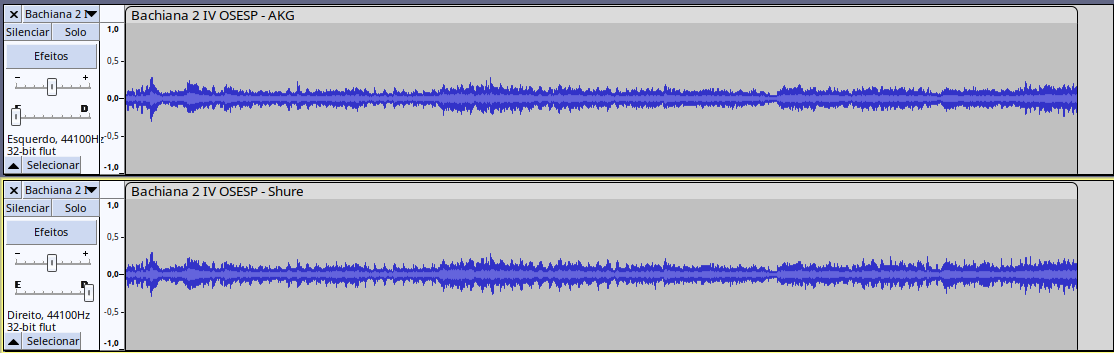 Bachiana 2 I
Bachiana 2 IV OSESP - AKG
Silenciar Solo
Efeitos
- +
E D
Esquerdo, 44100Hz
32-bit flut
Selecionar
1,0
0,5
0,0
-0,5
-1,0
Bachiana 2 I
Bachiana 2 IV OSESP - Shure
Silenciar Solo
Efeitos
- +
E D
Direito, 44100Hz
32-bit flut
Selecionar
1,0
0,5
0,0
-0,5
-1,0